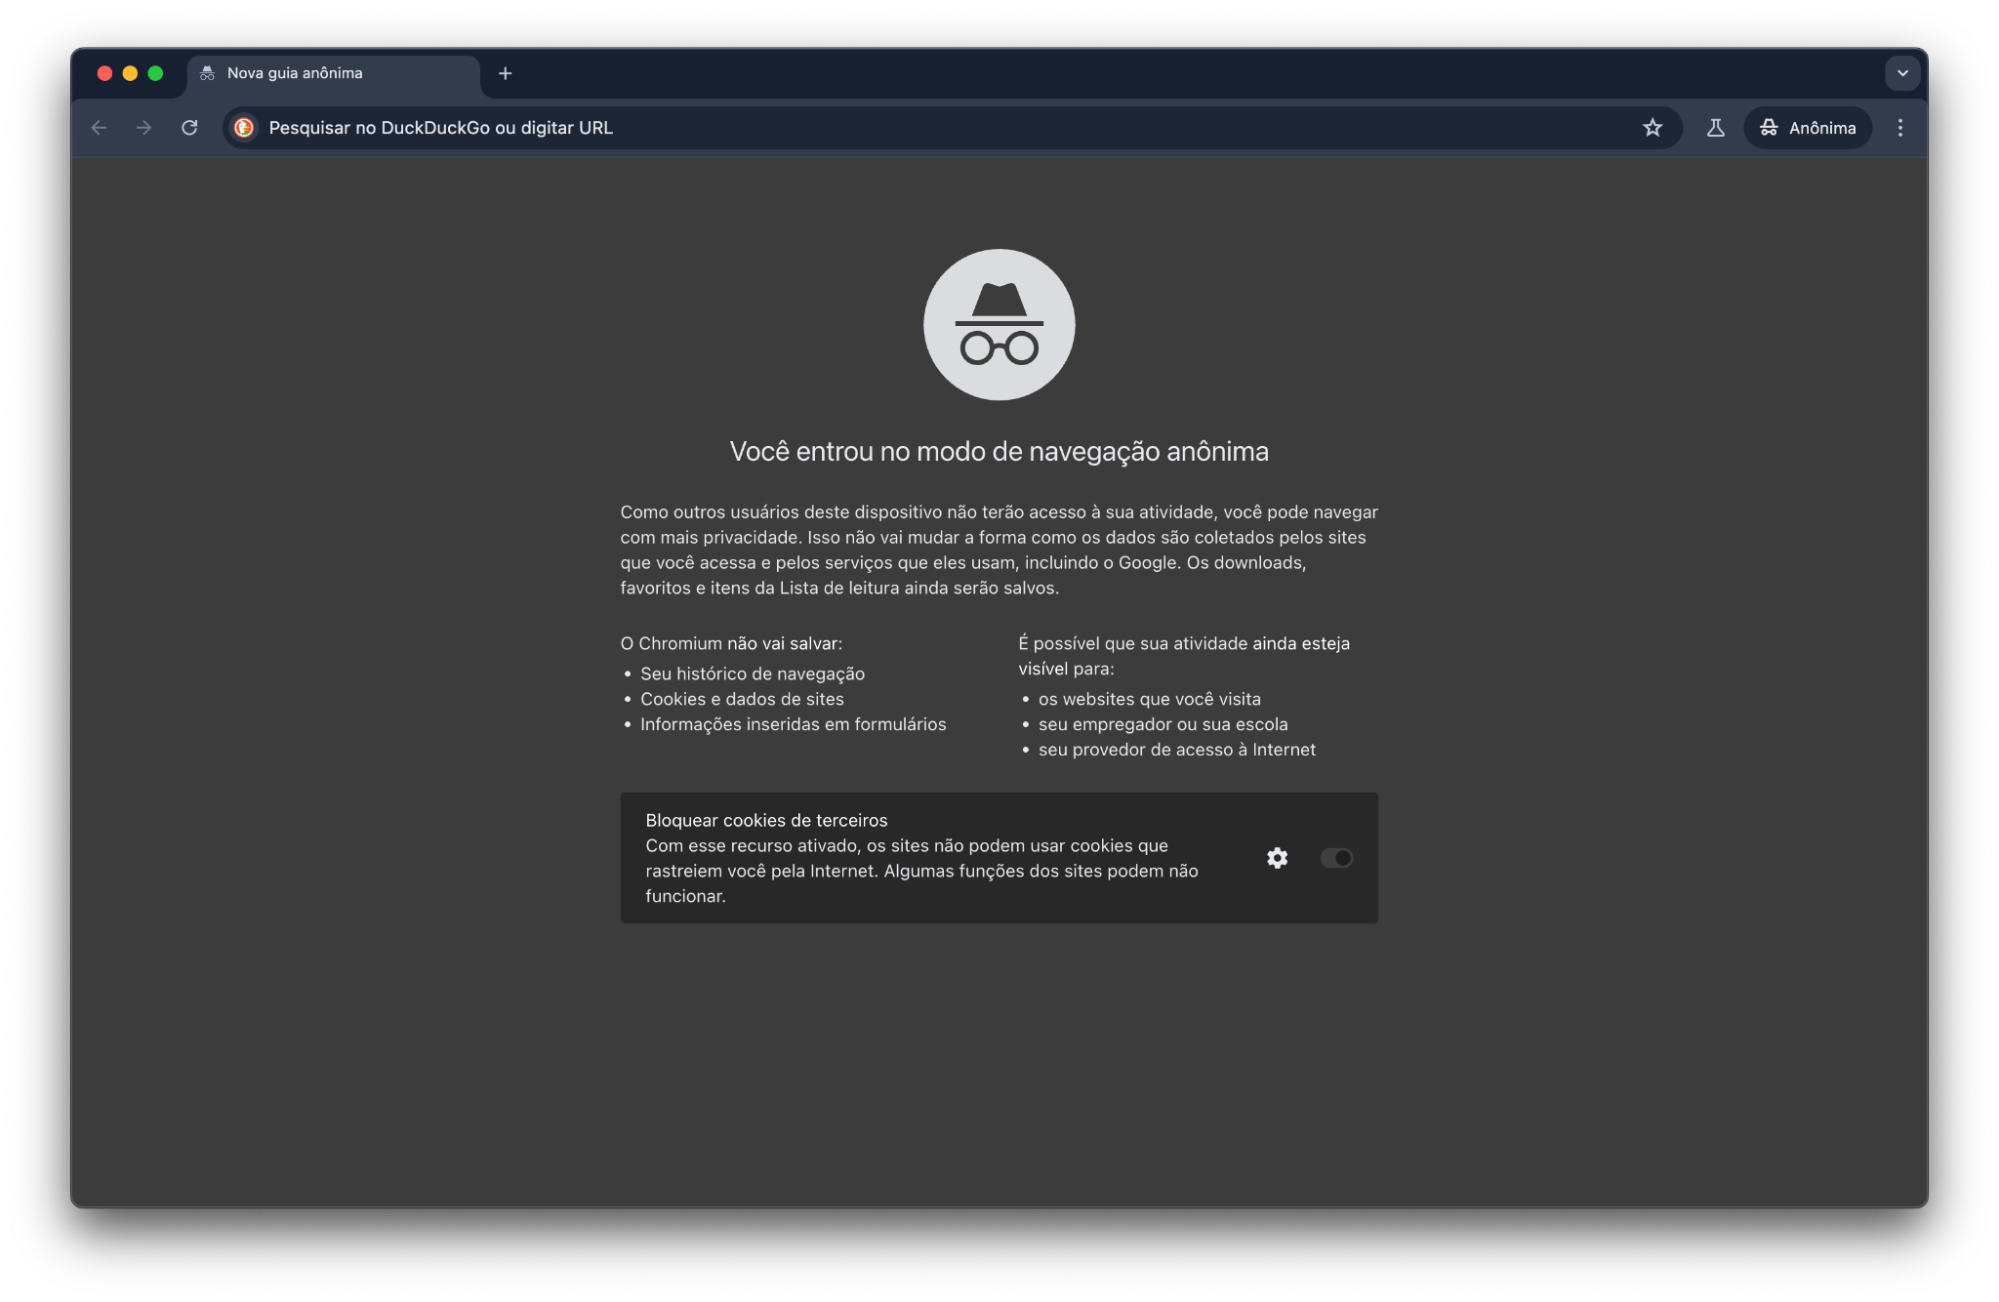 Nova guia anônima
Pesquisar no DuckDuckGo ou digitar URL
Anônima
Você entrou no modo de navegação anônima
Como outros usuários deste dispositivo não terão acesso à sua atividade, você pode navegar
com mais privacidade. Isso não vai mudar a forma como os dados são coletados pelos sites
que você acessa e pelos serviços que eles usam, incluindo o Google. Os downloads,
favoritos e itens da Lista de leitura ainda serão salvos.
O Chromium não vai salvar:
• Seu histórico de navegação
• Cookies e dados de sites
• Informações inseridas em formulários
É possível que sua atividade ainda esteja
visível para:
• os websites que você visita
• seu empregador ou sua escola
• seu provedor de acesso à Internet
Bloquear cookies de terceiros
Com esse recurso ativado, os sites não podem usar cookies que
rastreiem você pela Internet. Algumas funções dos sites podem não
funcionar.